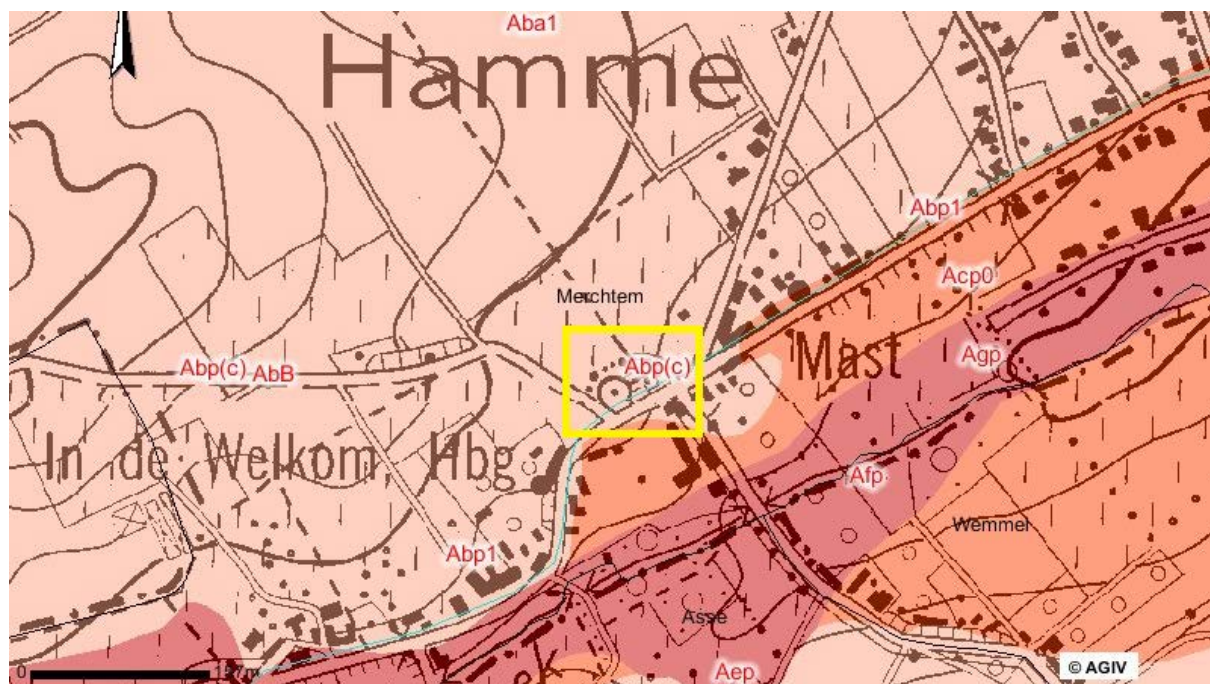 Aba1
Hamme
Abp1
Acp0
Merchtem
Mast
Agp
Abp(c) AbB
Abp(c)
In de Welkom, Hbg
Afp
Wemmel
Abp1
Asse
Aep
0
© AGIV